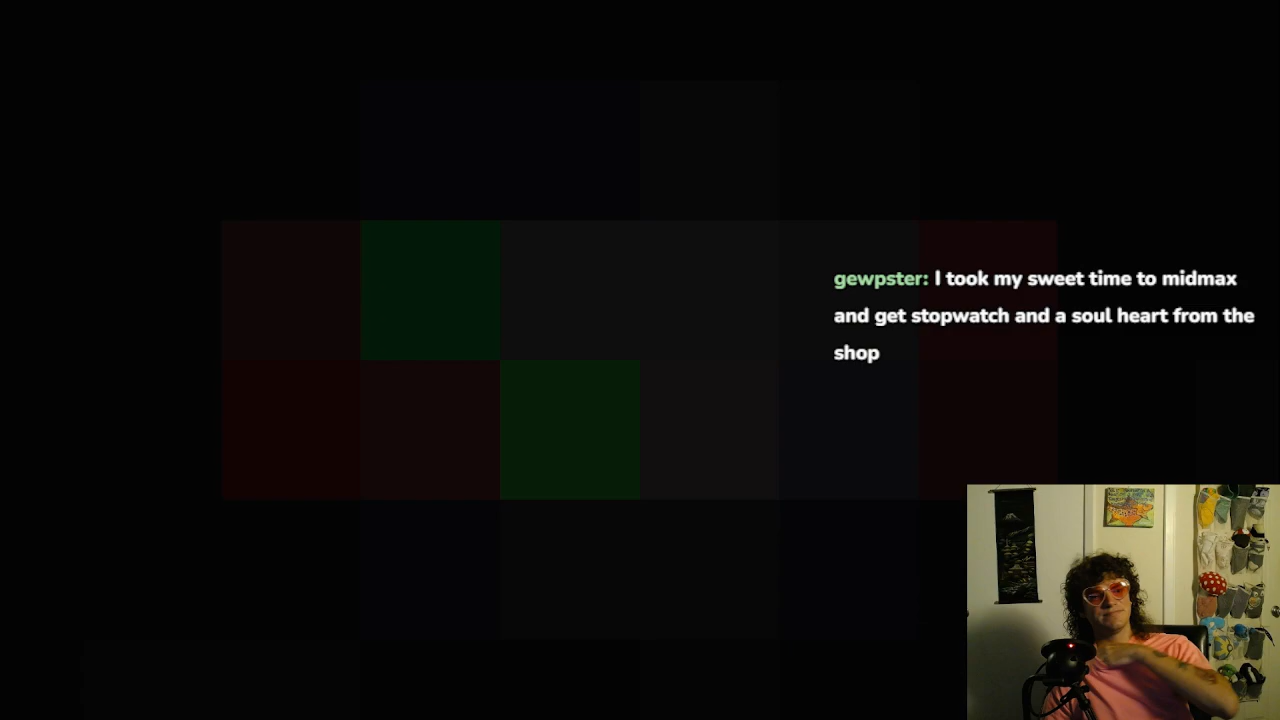 gewpster: I took my sweet time to midmax
and get stopwatch and a soul heart from the
shop